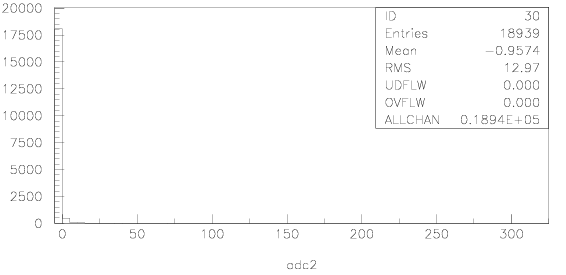 20000
17500
15000
12500
10000
7500
5000
2500
0
ID 30
Entries 18939
Mean -0.9574
RMS 12.97
UDFLW 0.000
OVFLW 0.000
ALLCHAN 0.1894E+05
0 50 100 150 200 250 300
adc2